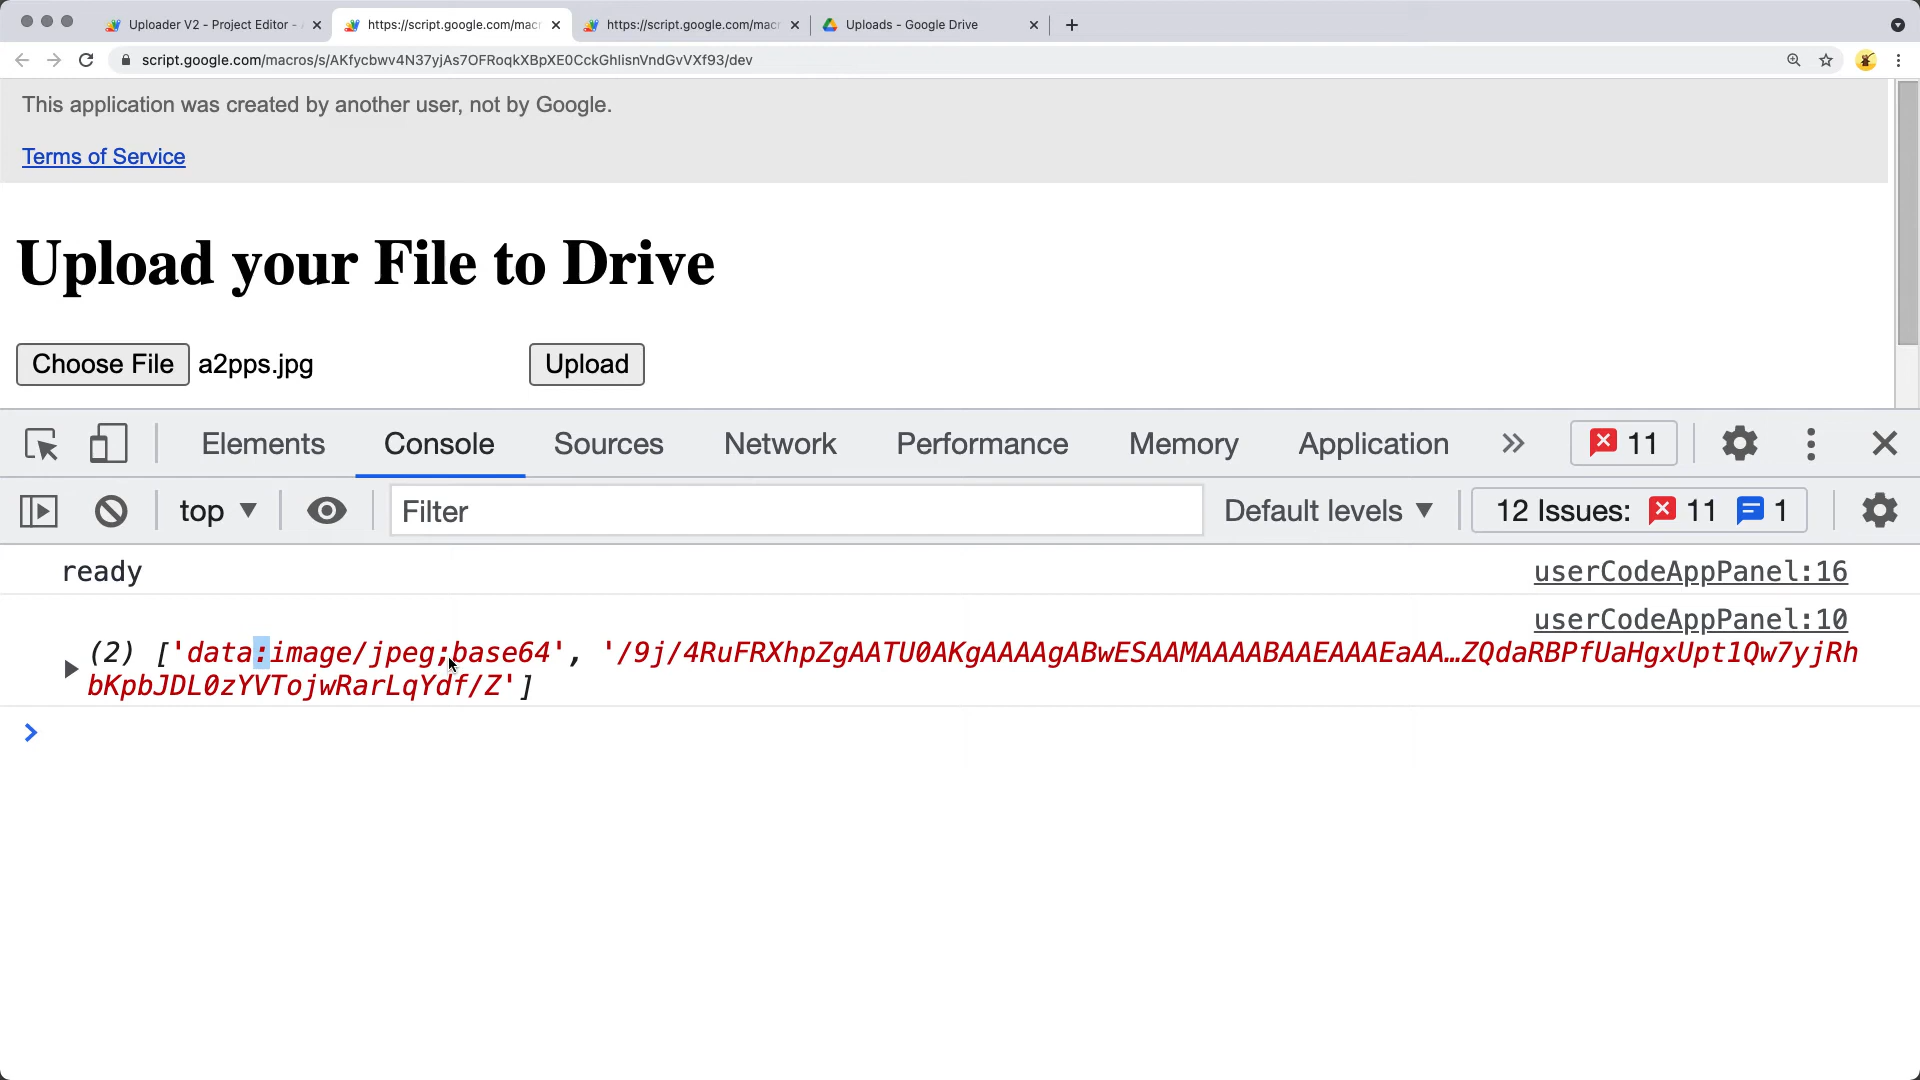 Uploader V2 - Project Editor -
https://script.google.com/mac
https://script.google.com/mac
Uploads - Google Drive
script.google.com/macros/s/AKfycbwv4N37yjAs7OFRoqkXBpXE0CckGhlisnVndGvVXf93/dev
This application was created by another user, not by Google.
Terms of Service
Upload your File to Drive
Choose File a2pps.jpg Upload
Elements Console Sources Network Performance Memory Application » 11
top Filter Default levels 12 Issues: 11 1
ready userCodeAppPanel:16
userCodeAppPanel:10
(2) ['data:image/jpeg;base64', '/9j/4RuFRXhpZgAATU0AKgAAAAgABwESAAMAAAABAAEAAAEaAA…ZQdaRBPfUaHgxUpt1Qw7yjRh
bKpbJDL0zYVTojwRarLqYdf/Z']